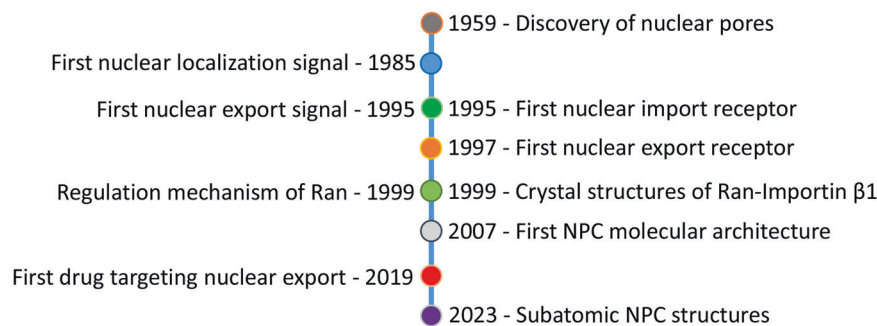 1959 - Discovery of nuclear pores
First nuclear localization signal - 1985
First nuclear export signal - 1995
1995 - First nuclear import receptor
1997 - First nuclear export receptor
Regulation mechanism of Ran - 1999
1999 - Crystal structures of Ran-Importin β1
2007 - First NPC molecular architecture
First drug targeting nuclear export - 2019
2023 - Subatomic NPC structures